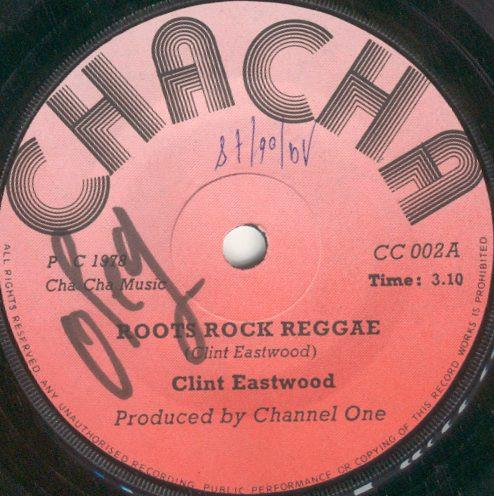 CHACHA
87/90/DV
P C 1978
Cha Cha Music
CC 002A
Time: 3.10
ROOTS ROCK REGGAE
(Clint Eastwood)
Clint Eastwood
Produced by Channel One
ALL RIGHTS RESERVED. ANY UNAUTHORISED RECORDING, PUBLIC PERFORMANCE OR COPYING OF THIS RECORD WORKS IS PROHIBITED